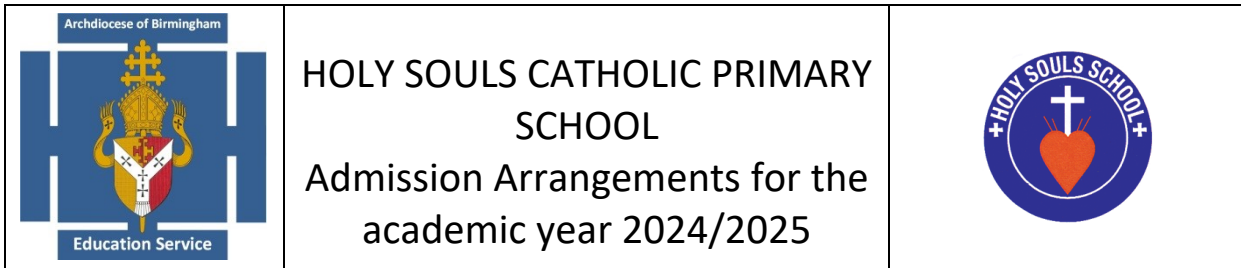 Archdiocese of Birmingham
Education Service
HOLY SOULS CATHOLIC PRIMARY
SCHOOL
Admission Arrangements for the
academic year 2024/2025
HOLY SOULS SCHOOL